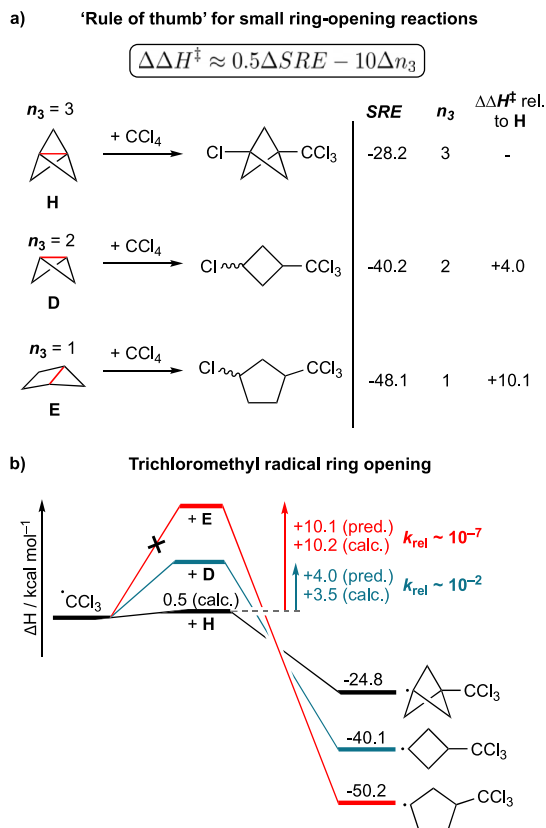 a) 'Rule of thumb' for small ring-opening reactions
ΔΔH‡ ≈ 0.5ΔSRE − 10Δn₃
SRE n₃ ΔΔH‡ rel. to H
n₃ = 3
+ CCl₄
Cl CCl₃
-28.2 3 -
H
n₃ = 2
+ CCl₄
Cl CCl₃
-40.2 2 +4.0
D
n₃ = 1
+ CCl₄
Cl CCl₃
-48.1 1 +10.1
E
b) Trichloromethyl radical ring opening
ΔH / kcal mol⁻¹
+ E
+10.1 (pred.)
+10.2 (calc.)
k_rel ~ 10⁻⁷
+ D
+4.0 (pred.)
+3.5 (calc.)
k_rel ~ 10⁻²
•CCl₃
0.5 (calc.)
+ H
-24.8
CCl₃
-40.1
CCl₃
-50.2
CCl₃